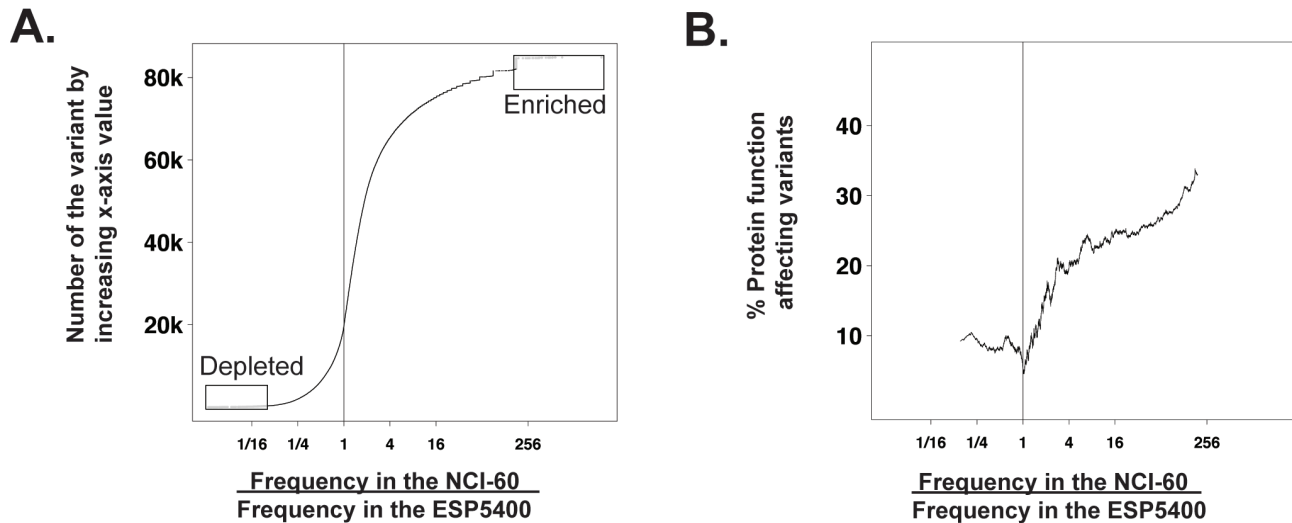 A.
Number of the variant by
increasing x-axis value
80k
60k
40k
20k
Enriched
Depleted
1/16
1/4
1
4
16
256
Frequency in the NCI-60
Frequency in the ESP5400
B.
% Protein function
affecting variants
40
30
20
10
1/16
1/4
1
4
16
256
Frequency in the NCI-60
Frequency in the ESP5400